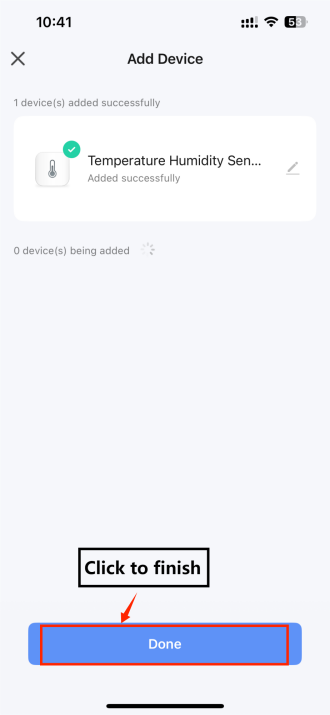 10:41
53
Add Device
1 device(s) added successfully
Temperature Humidity Sen...
Added successfully
0 device(s) being added
Click to finish
Done